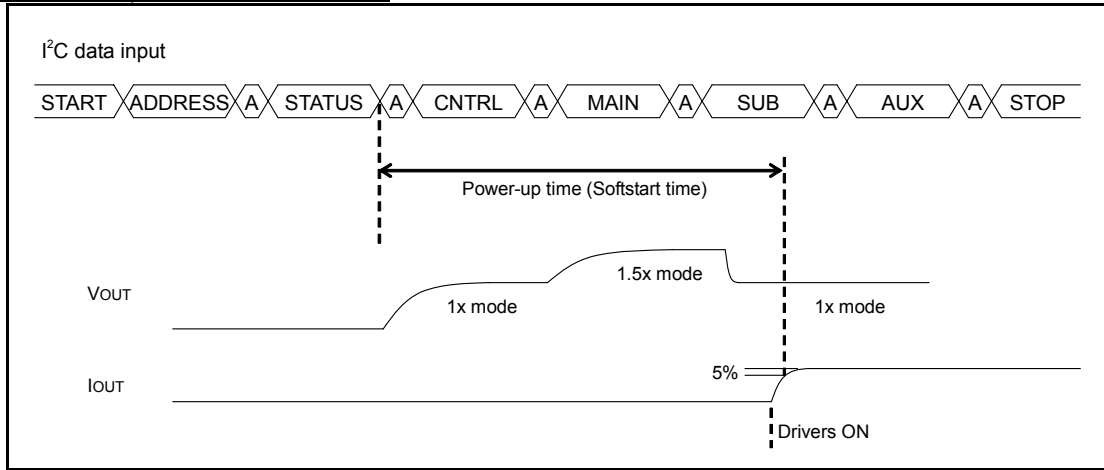 I²C data input
START ADDRESS A STATUS A CNTRL A MAIN A SUB A AUX A STOP
Power-up time (Softstart time)
VOUT
1x mode
1.5x mode
1x mode
IOUT
5%
Drivers ON